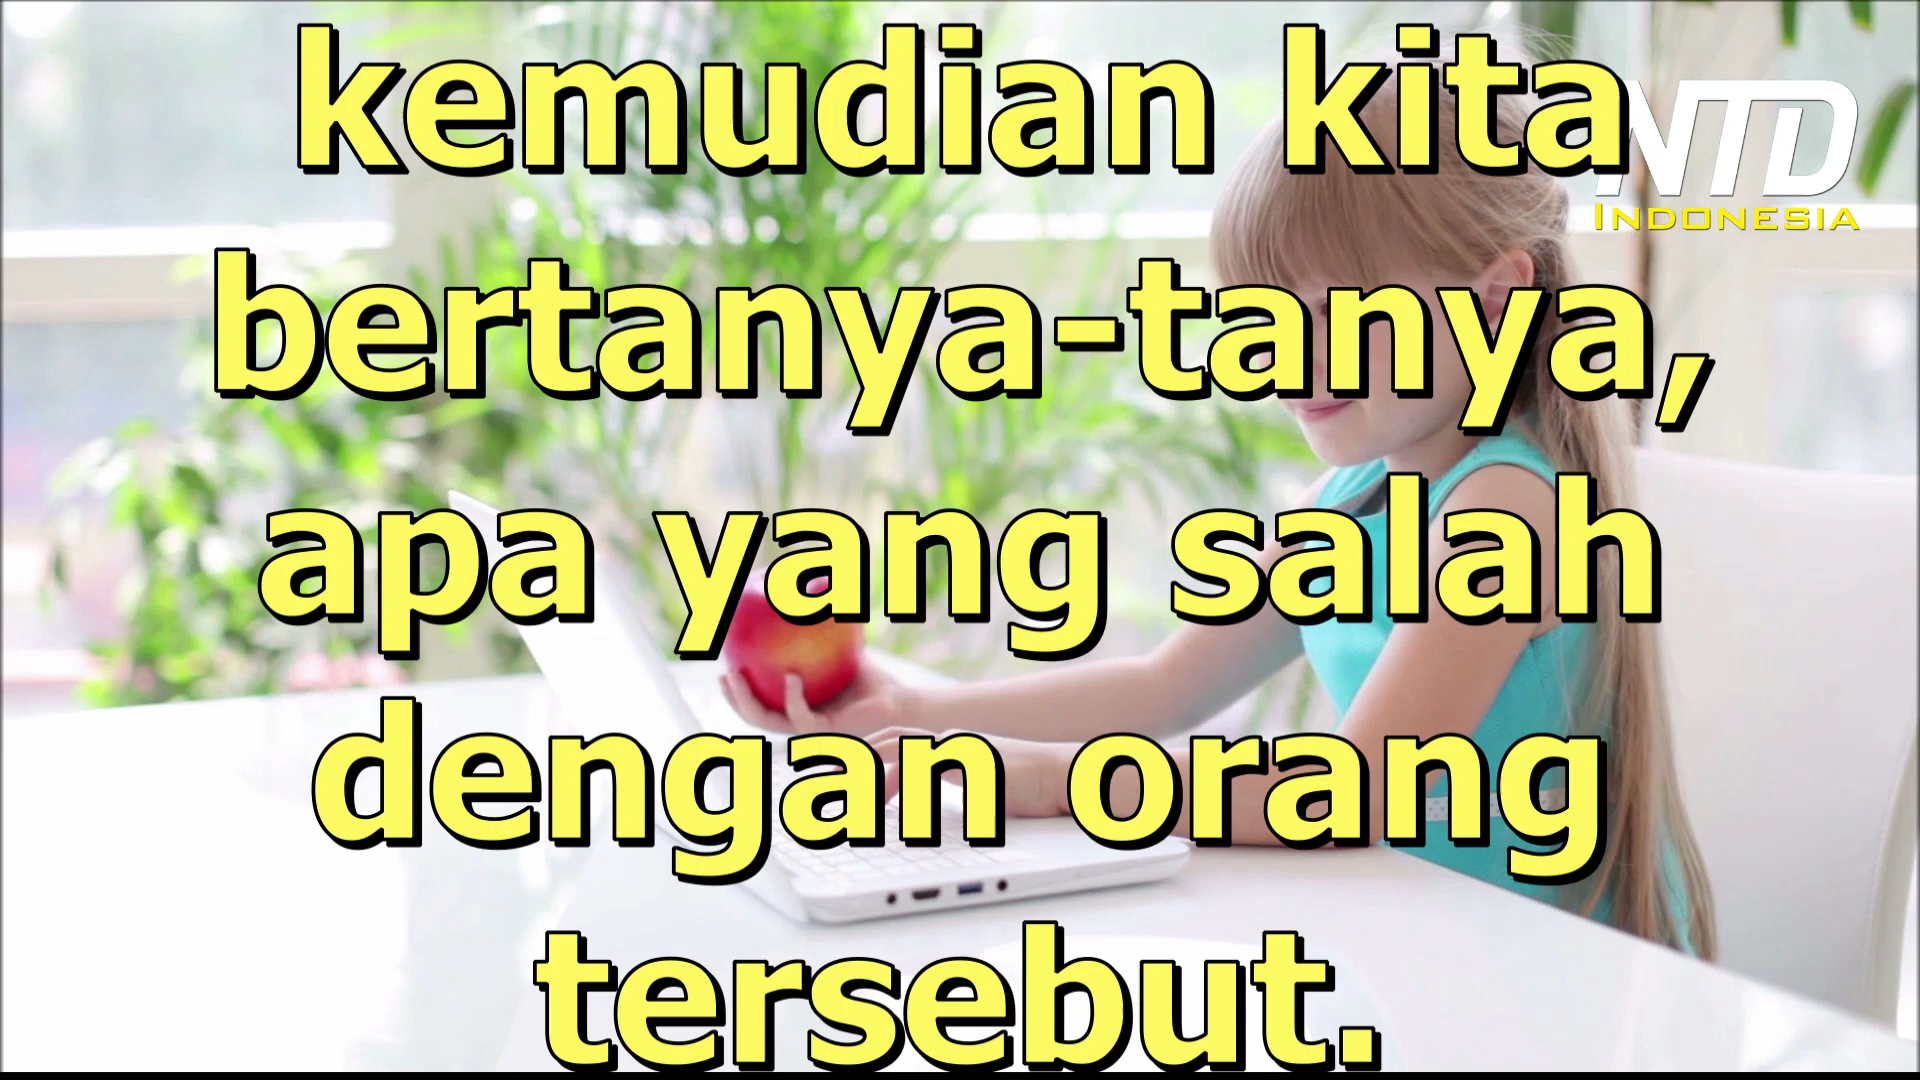 kemudian kita
NTD
INDONESIA
bertanya-tanya,
apa yang salah
dengan orang
tersebut.